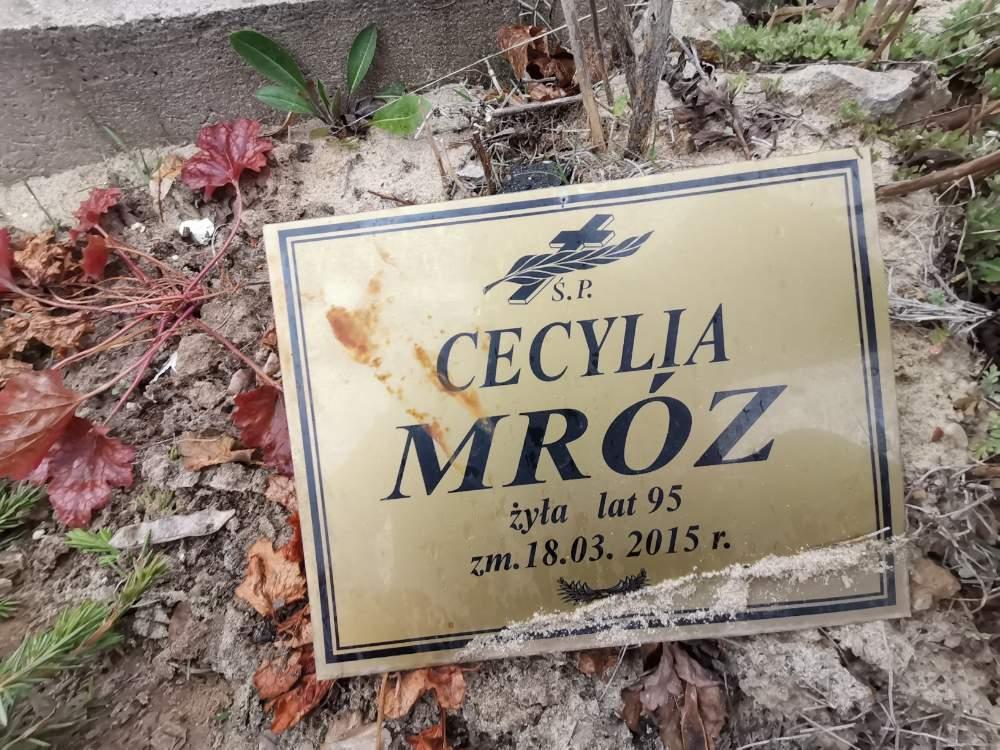 Ś.P.
CECYLIA
MRÓZ
żyła lat 95
zm.18.03. 2015 r.